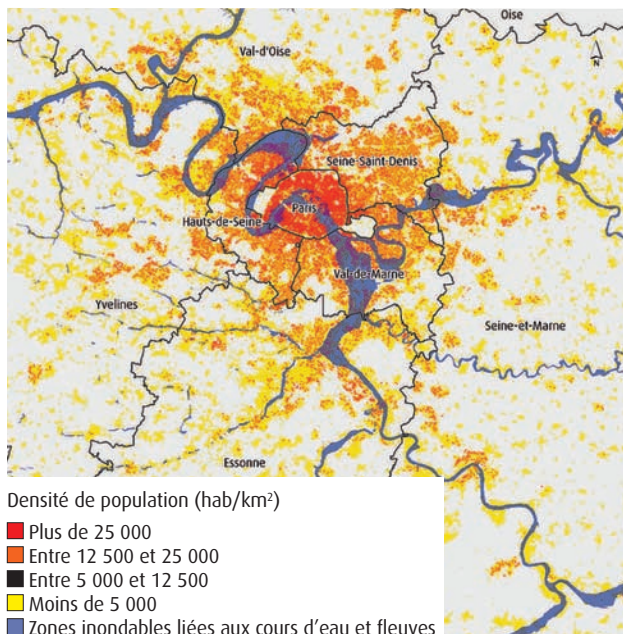 Oise
Val-d'Oise
N
Seine-Saint-Denis
Paris
Hauts-de-Seine
Val-de-Marne
Yvelines
Seine-et-Marne
Essonne
Densité de population (hab/km²)
Plus de 25 000
Entre 12 500 et 25 000
Entre 5 000 et 12 500
Moins de 5 000
Zones inondables liées aux cours d'eau et fleuves